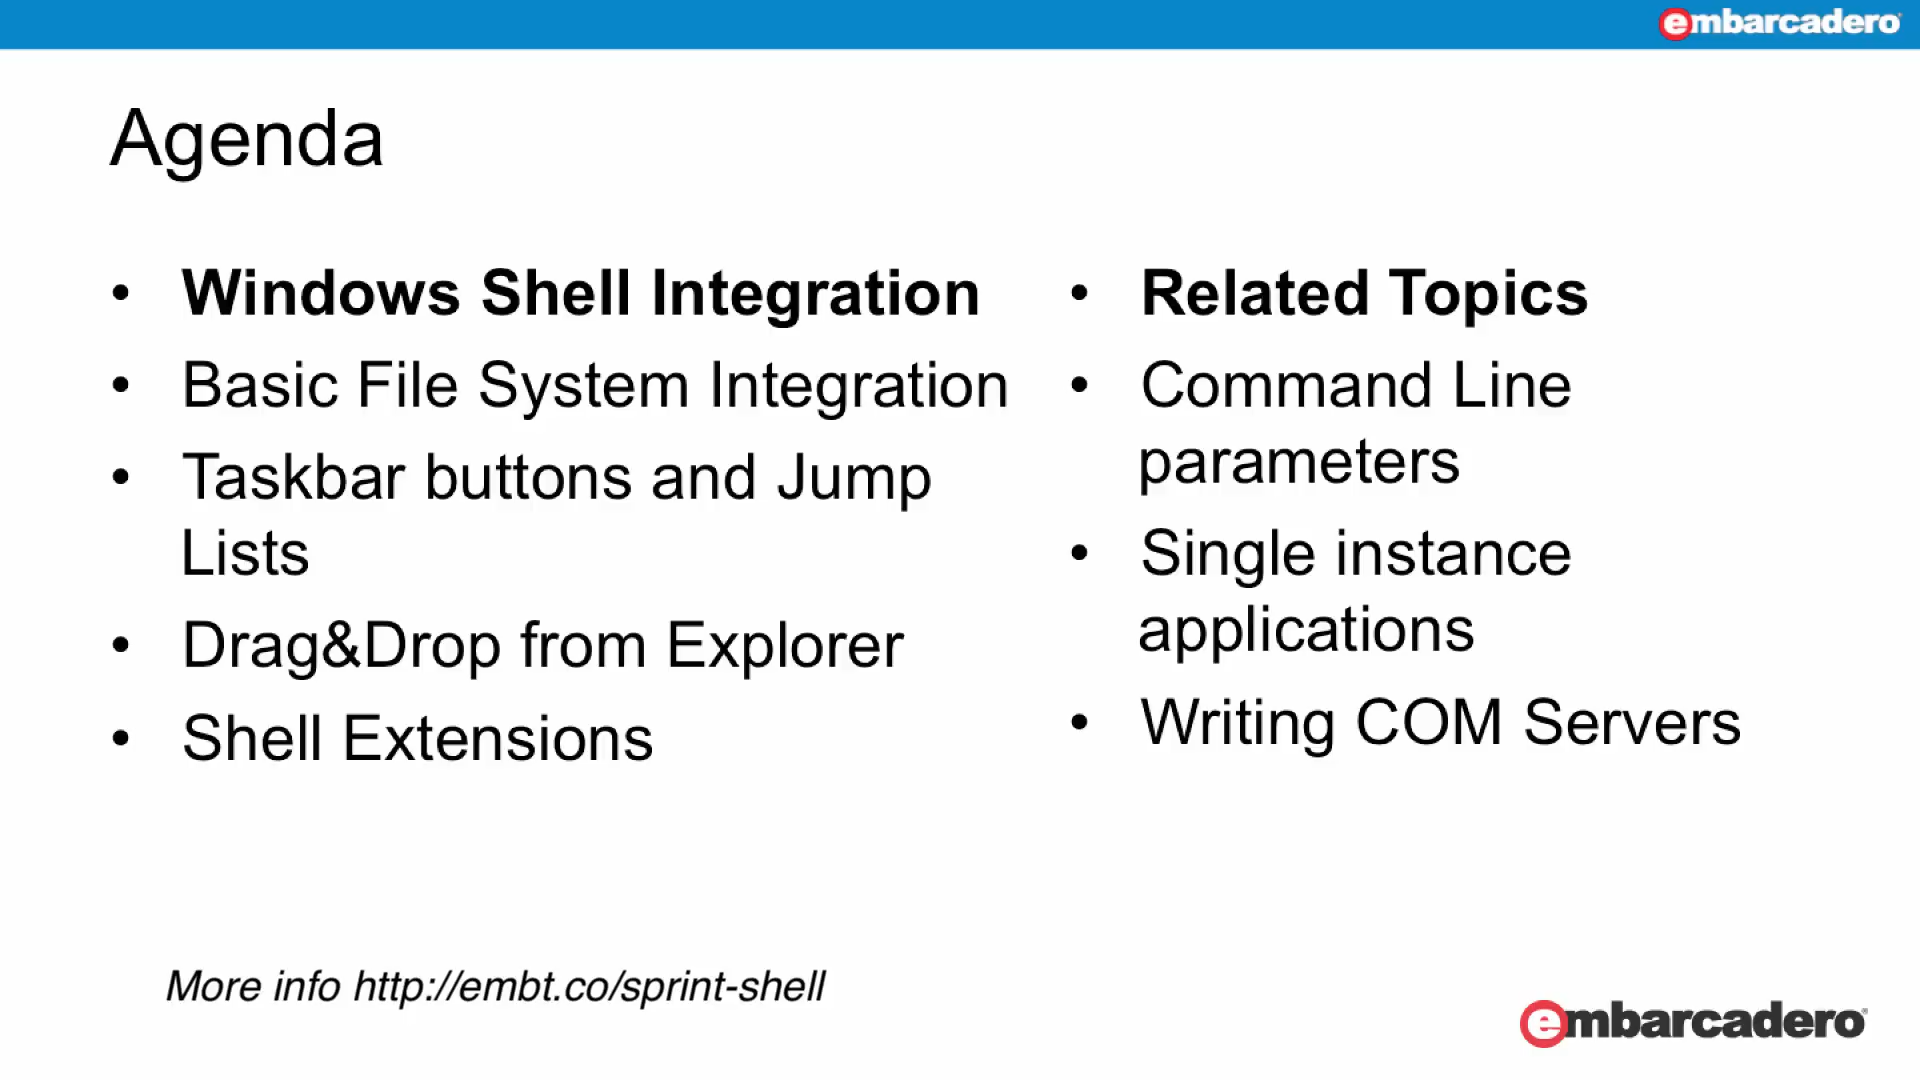 embarcadero
Agenda
• Windows Shell Integration
• Basic File System Integration
• Taskbar buttons and Jump
Lists
• Drag&Drop from Explorer
• Shell Extensions
• Related Topics
• Command Line
parameters
• Single instance
applications
• Writing COM Servers
More info http://embt.co/sprint-shell
embarcadero®